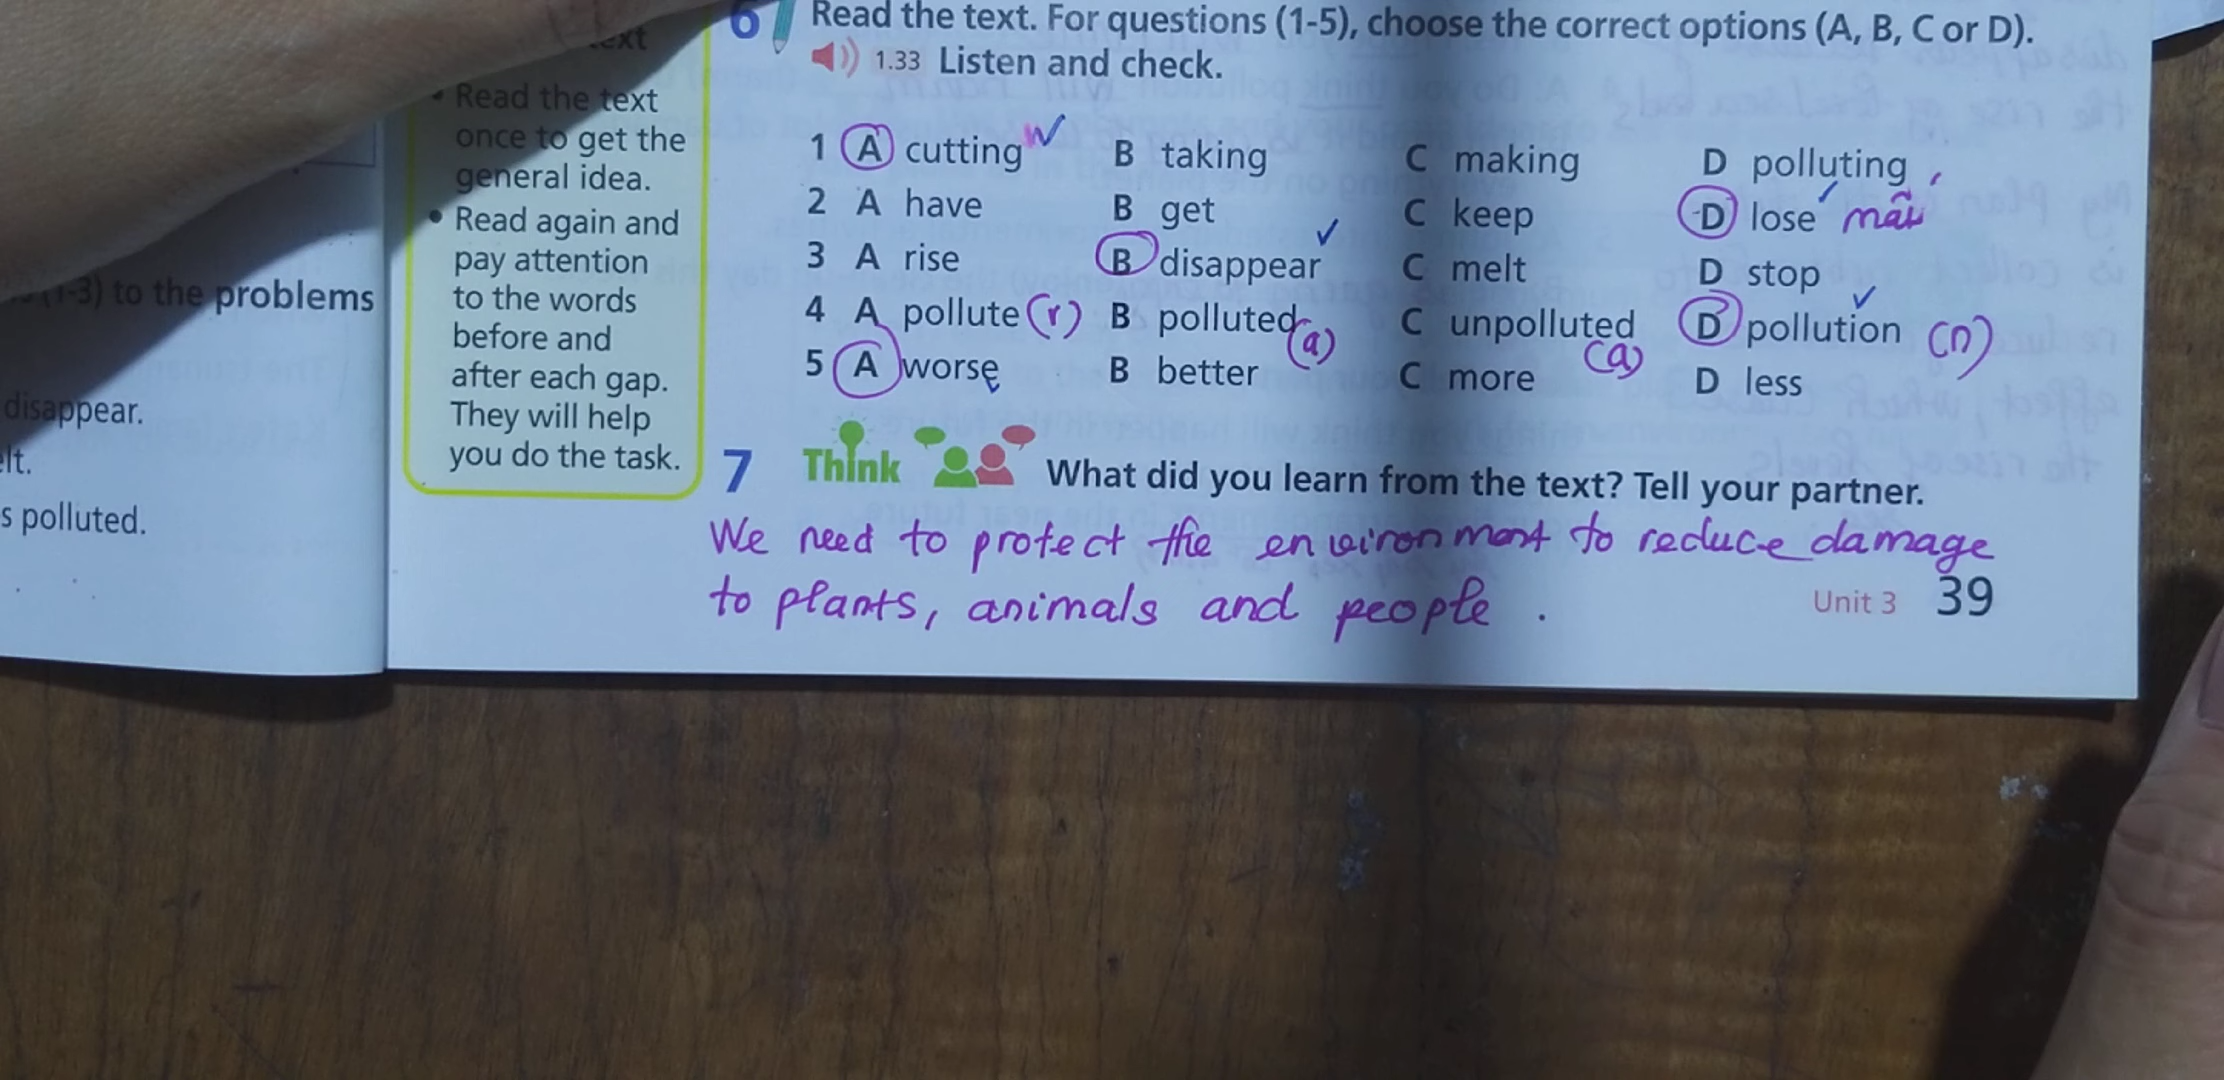 6 Read the text. For questions (1-5), choose the correct options (A, B, C or D).
1.33 Listen and check.
text
• Read the text
once to get the
general idea.
• Read again and
pay attention
to the words
before and
after each gap.
They will help
you do the task.
(1-3) to the problems
disappear.
elt.
s polluted.
1 A cutting B taking C making D polluting
2 A have B get C keep D lose
3 A rise B disappear C melt D stop
4 A pollute (r) B polluted (a) C unpolluted (a) D pollution (n)
5 A worse B better C more D less
7 Think What did you learn from the text? Tell your partner.
We need to protect the environment to reduce damage
to plants, animals and people .
Unit 3 39